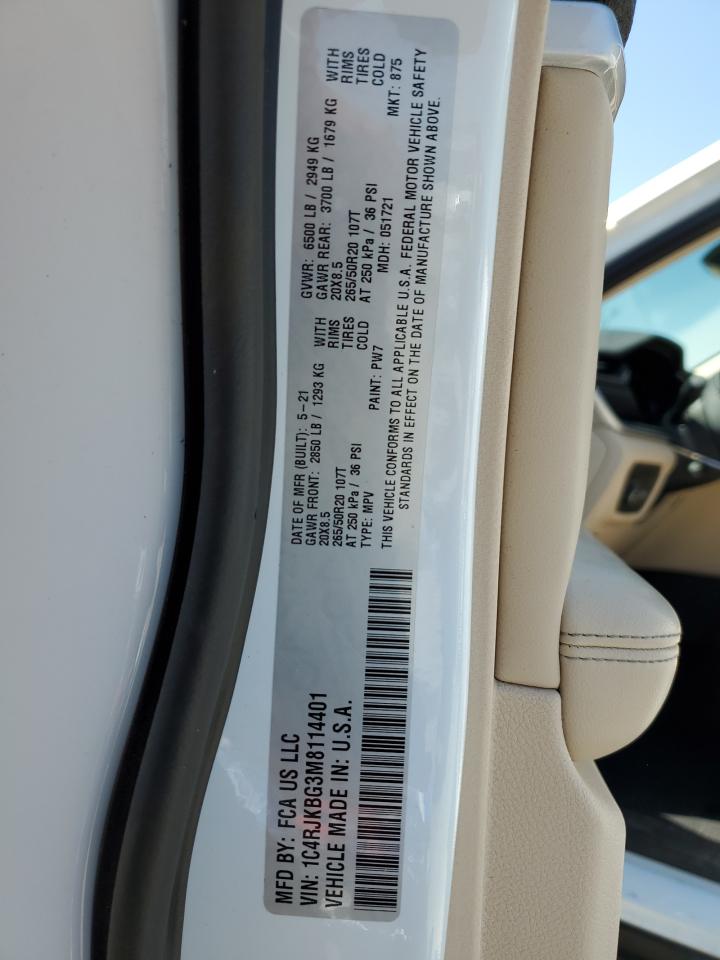 MFD BY: FCA US LLC
VIN: 1C4RJKBG3M8114401
VEHICLE MADE IN: U.S.A.
DATE OF MFR (BUILT): 5-21
GAWR FRONT: 2850 LB / 1293 KG WITH
20X8.5 RIMS
265/50R20 107T TIRES
AT 250 kPa / 36 PSI COLD
TYPE: MPV PAINT: PW7
GVWR: 6500 LB / 2949 KG
GAWR REAR: 3700 LB / 1679 KG WITH
20X8.5 RIMS
265/50R20 107T TIRES
AT 250 kPa / 36 PSI COLD
MDH: 051721 MKT: 875
THIS VEHICLE CONFORMS TO ALL APPLICABLE U.S.A. FEDERAL MOTOR VEHICLE SAFETY
STANDARDS IN EFFECT ON THE DATE OF MANUFACTURE SHOWN ABOVE.